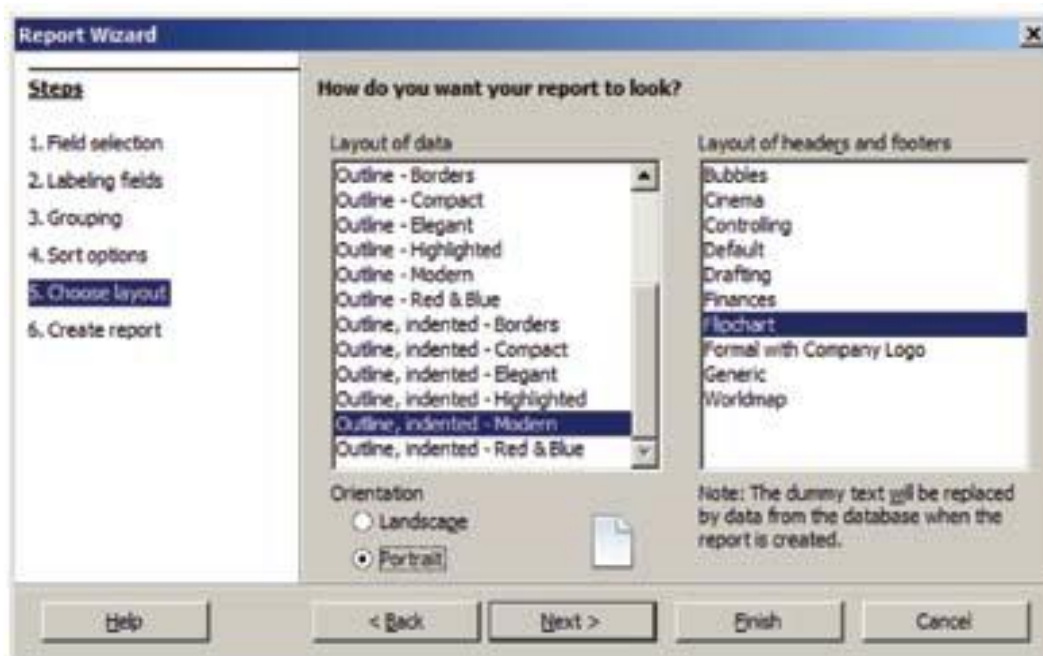 Report Wizard
Steps
1. Field selection
2. Labeling fields
3. Grouping
4. Sort options
5. Choose layout
6. Create report
How do you want your report to look?
Layout of data
Outline - Borders
Outline - Compact
Outline - Elegant
Outline - Highlighted
Outline - Modern
Outline - Red & Blue
Outline, indented - Borders
Outline, indented - Compact
Outline, indented - Elegant
Outline, indented - Highlighted
Outline, indented - Modern
Outline, indented - Red & Blue
Layout of headers and footers
Bubbles
Cinema
Controlling
Default
Drafting
Finances
Flipchart
Formal with Company Logo
Generic
Worldmap
Orientation
Landscape
Portrait
Note: The dummy text will be replaced
by data from the database when the
report is created.
Help
< Back
Next >
Finish
Cancel